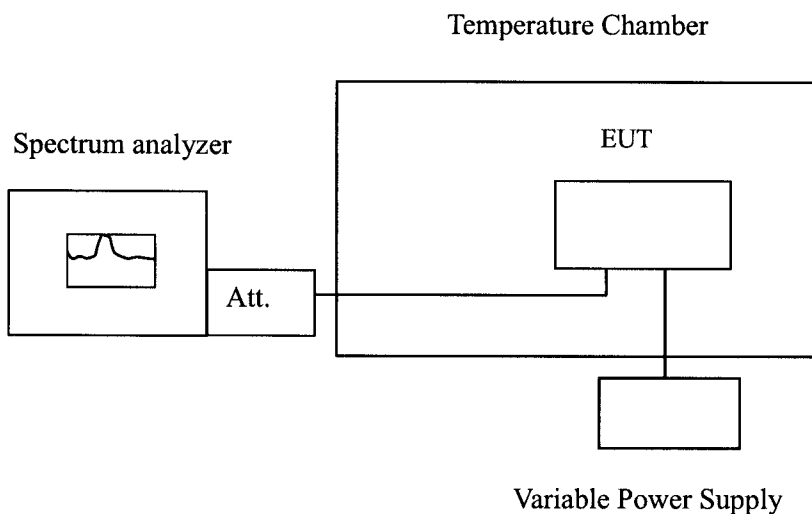 Temperature Chamber
Spectrum analyzer
EUT
Att.
Variable Power Supply